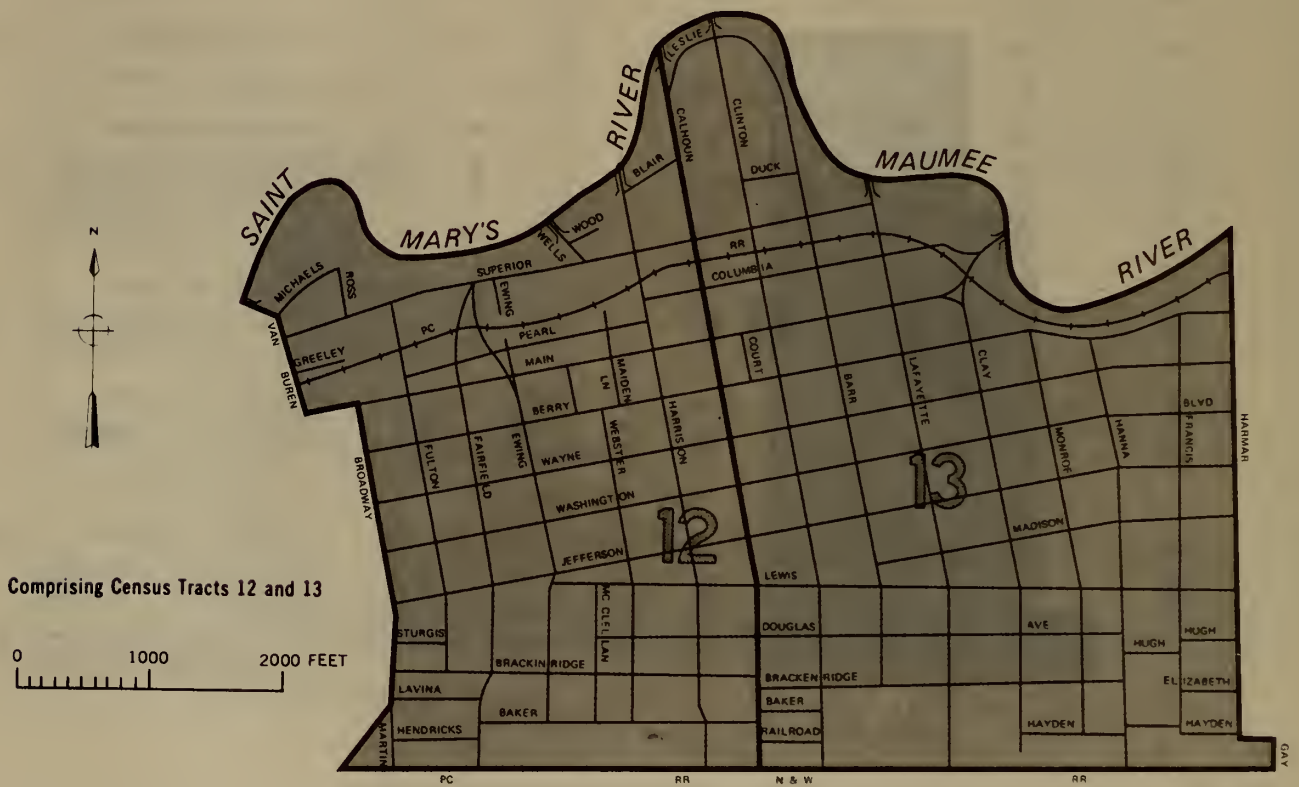 SAINT
MARY'S
RIVER
MAUMEE
RIVER
N
LESLIE
CALHOUN
CLINTON
BLAIR
DUCK
WOOD
WELLS
SUPERIOR
RR
COLUMBIA
MICHAELS
ROSS
EWING
VAN
BUREN
PC
PEARL
GREELEY
MAIN
MAIDEN
LN
COURT
BARR
LAFAYETTE
CLAY
BERRY
HARRISON
BLVD
FRANCIS
HARMAR
BROADWAY
FULTON
FAIRFIELD
EWING
WAYNE
WEBSTER
MONROE
HANNA
WASHINGTON
12
13
MADISON
JEFFERSON
LEWIS
Comprising Census Tracts 12 and 13
0 1000 2000 FEET
MC CLELLAN
STURGIS
DOUGLAS
AVE
HUGH
HUGH
BRACKIN RIDGE
BRACKEN RIDGE
ELIZABETH
LAVINA
BAKER
BAKER
HENDRICKS
RAILROAD
HAYDEN
HAYDEN
MARTIN
GAY
PC
RR
N & W
RR